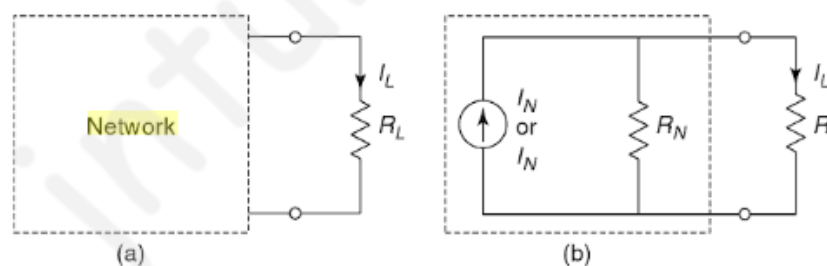 Network
I_L
R_L
(a)
I_N
or
I_N
R_N
I_L
R
(b)